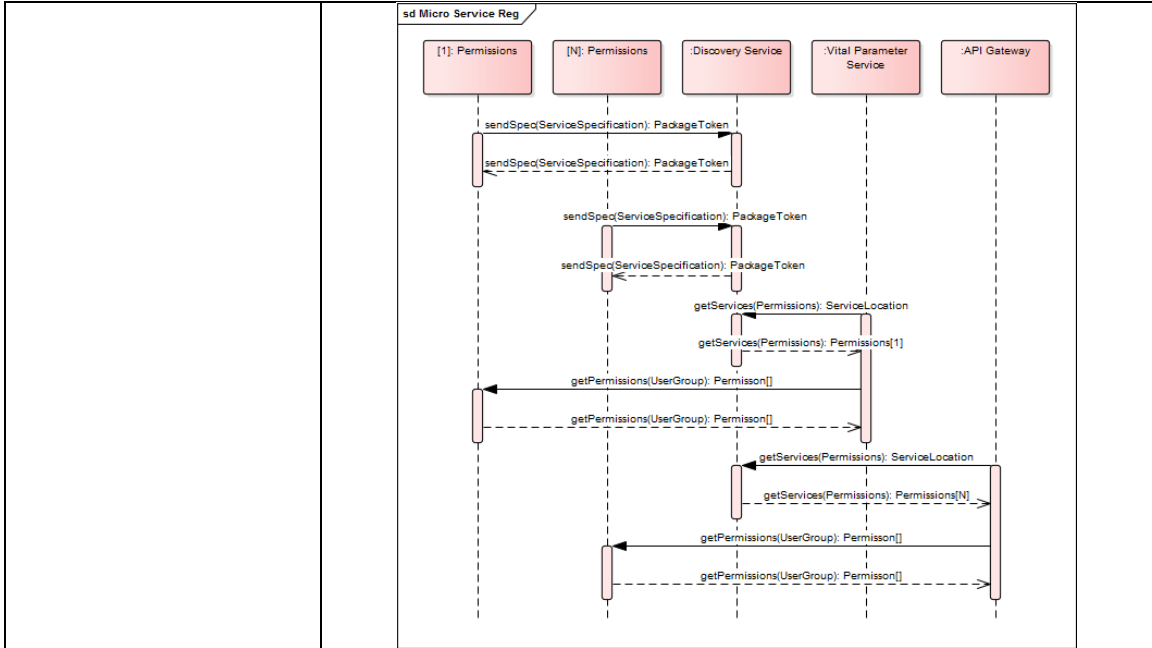 sd Micro Service Reg
[1]: Permissions
[N]: Permissions
:Discovery Service
:Vital Parameter
Service
:API Gateway
sendSpec(ServiceSpecification): PackageToken
sendSpec(ServiceSpecification): PackageToken
sendSpec(ServiceSpecification): PackageToken
sendSpec(ServiceSpecification): PackageToken
getServices(Permissions): ServiceLocation
getServices(Permissions): Permissions[1]
getPermissions(UserGroup): Permisson[]
getPermissions(UserGroup): Permisson[]
getServices(Permissions): ServiceLocation
getServices(Permissions): Permissions[N]
getPermissions(UserGroup): Permisson[]
getPermissions(UserGroup): Permisson[]